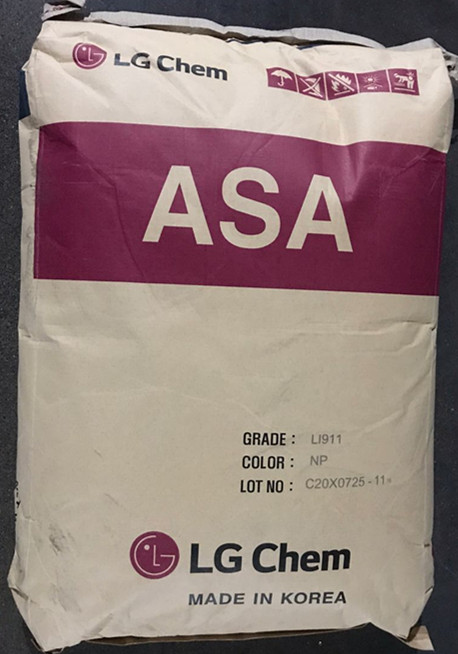 LG Chem
ASA
GRADE : LI911
COLOR : NP
LOT NO : C20X0725-11
LG Chem
MADE IN KOREA